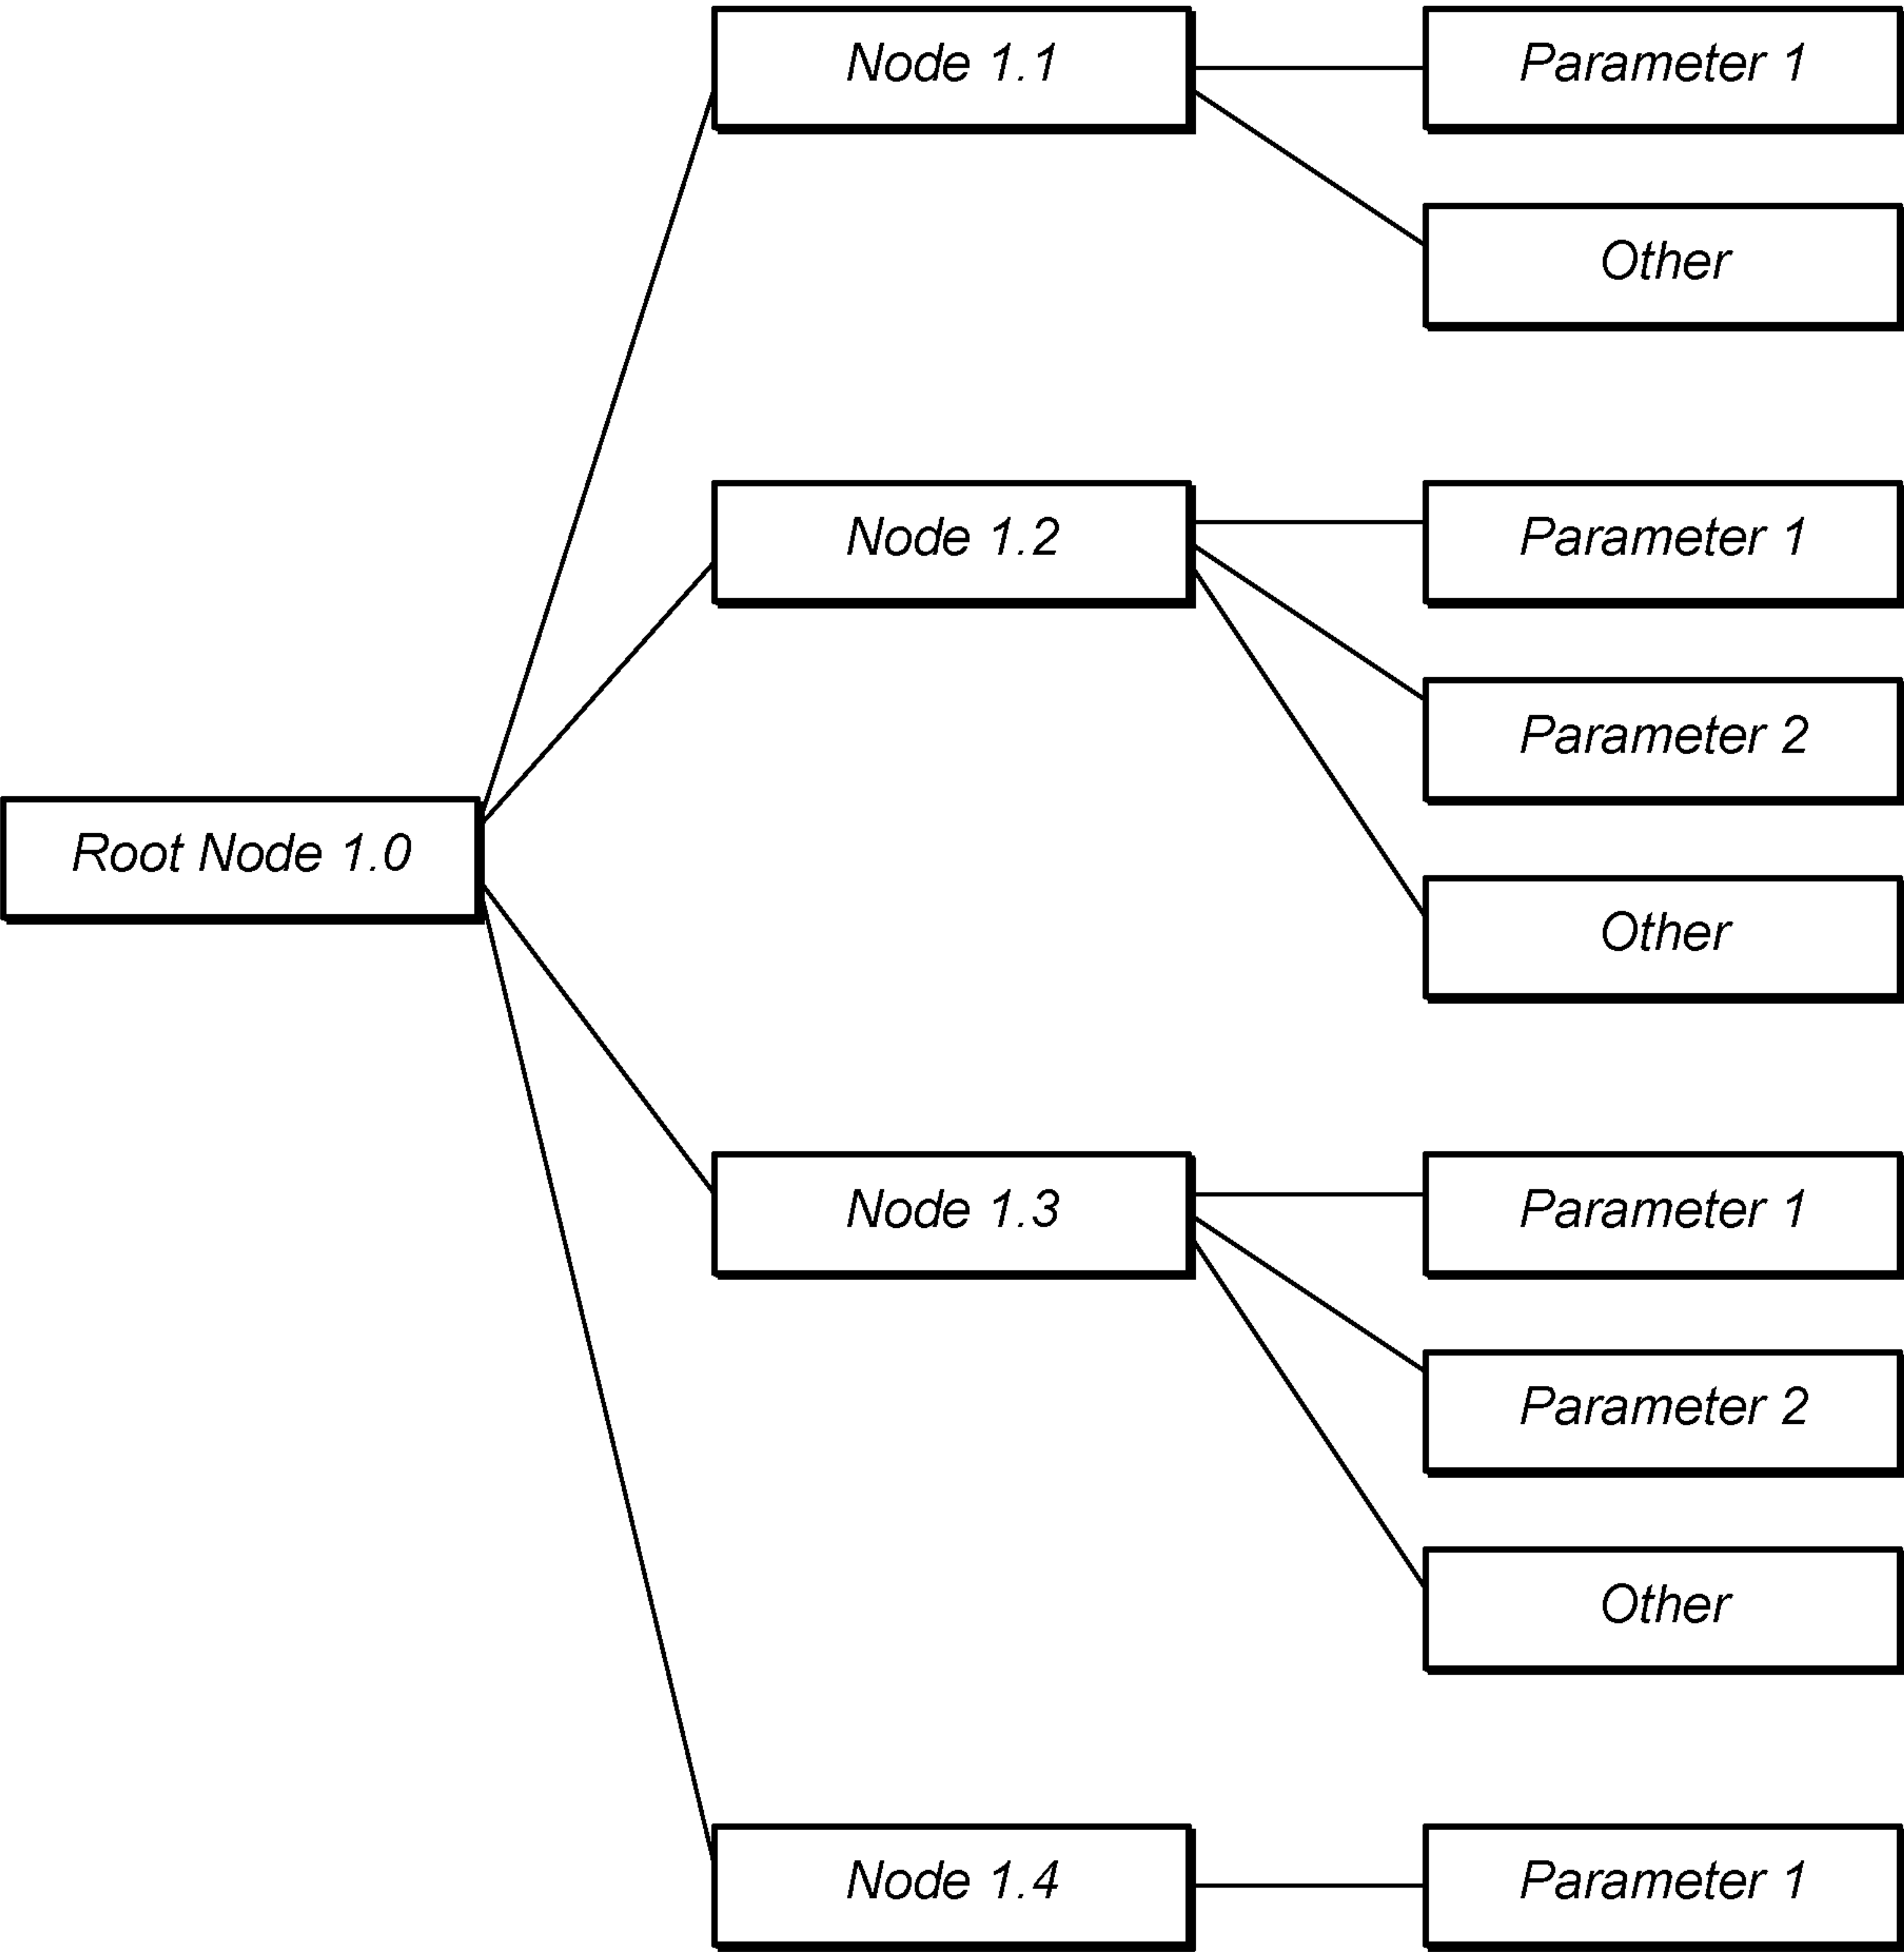 Node 1.1
Parameter 1
Other
Node 1.2
Parameter 1
Parameter 2
Root Node 1.0
Other
Node 1.3
Parameter 1
Parameter 2
Other
Node 1.4
Parameter 1